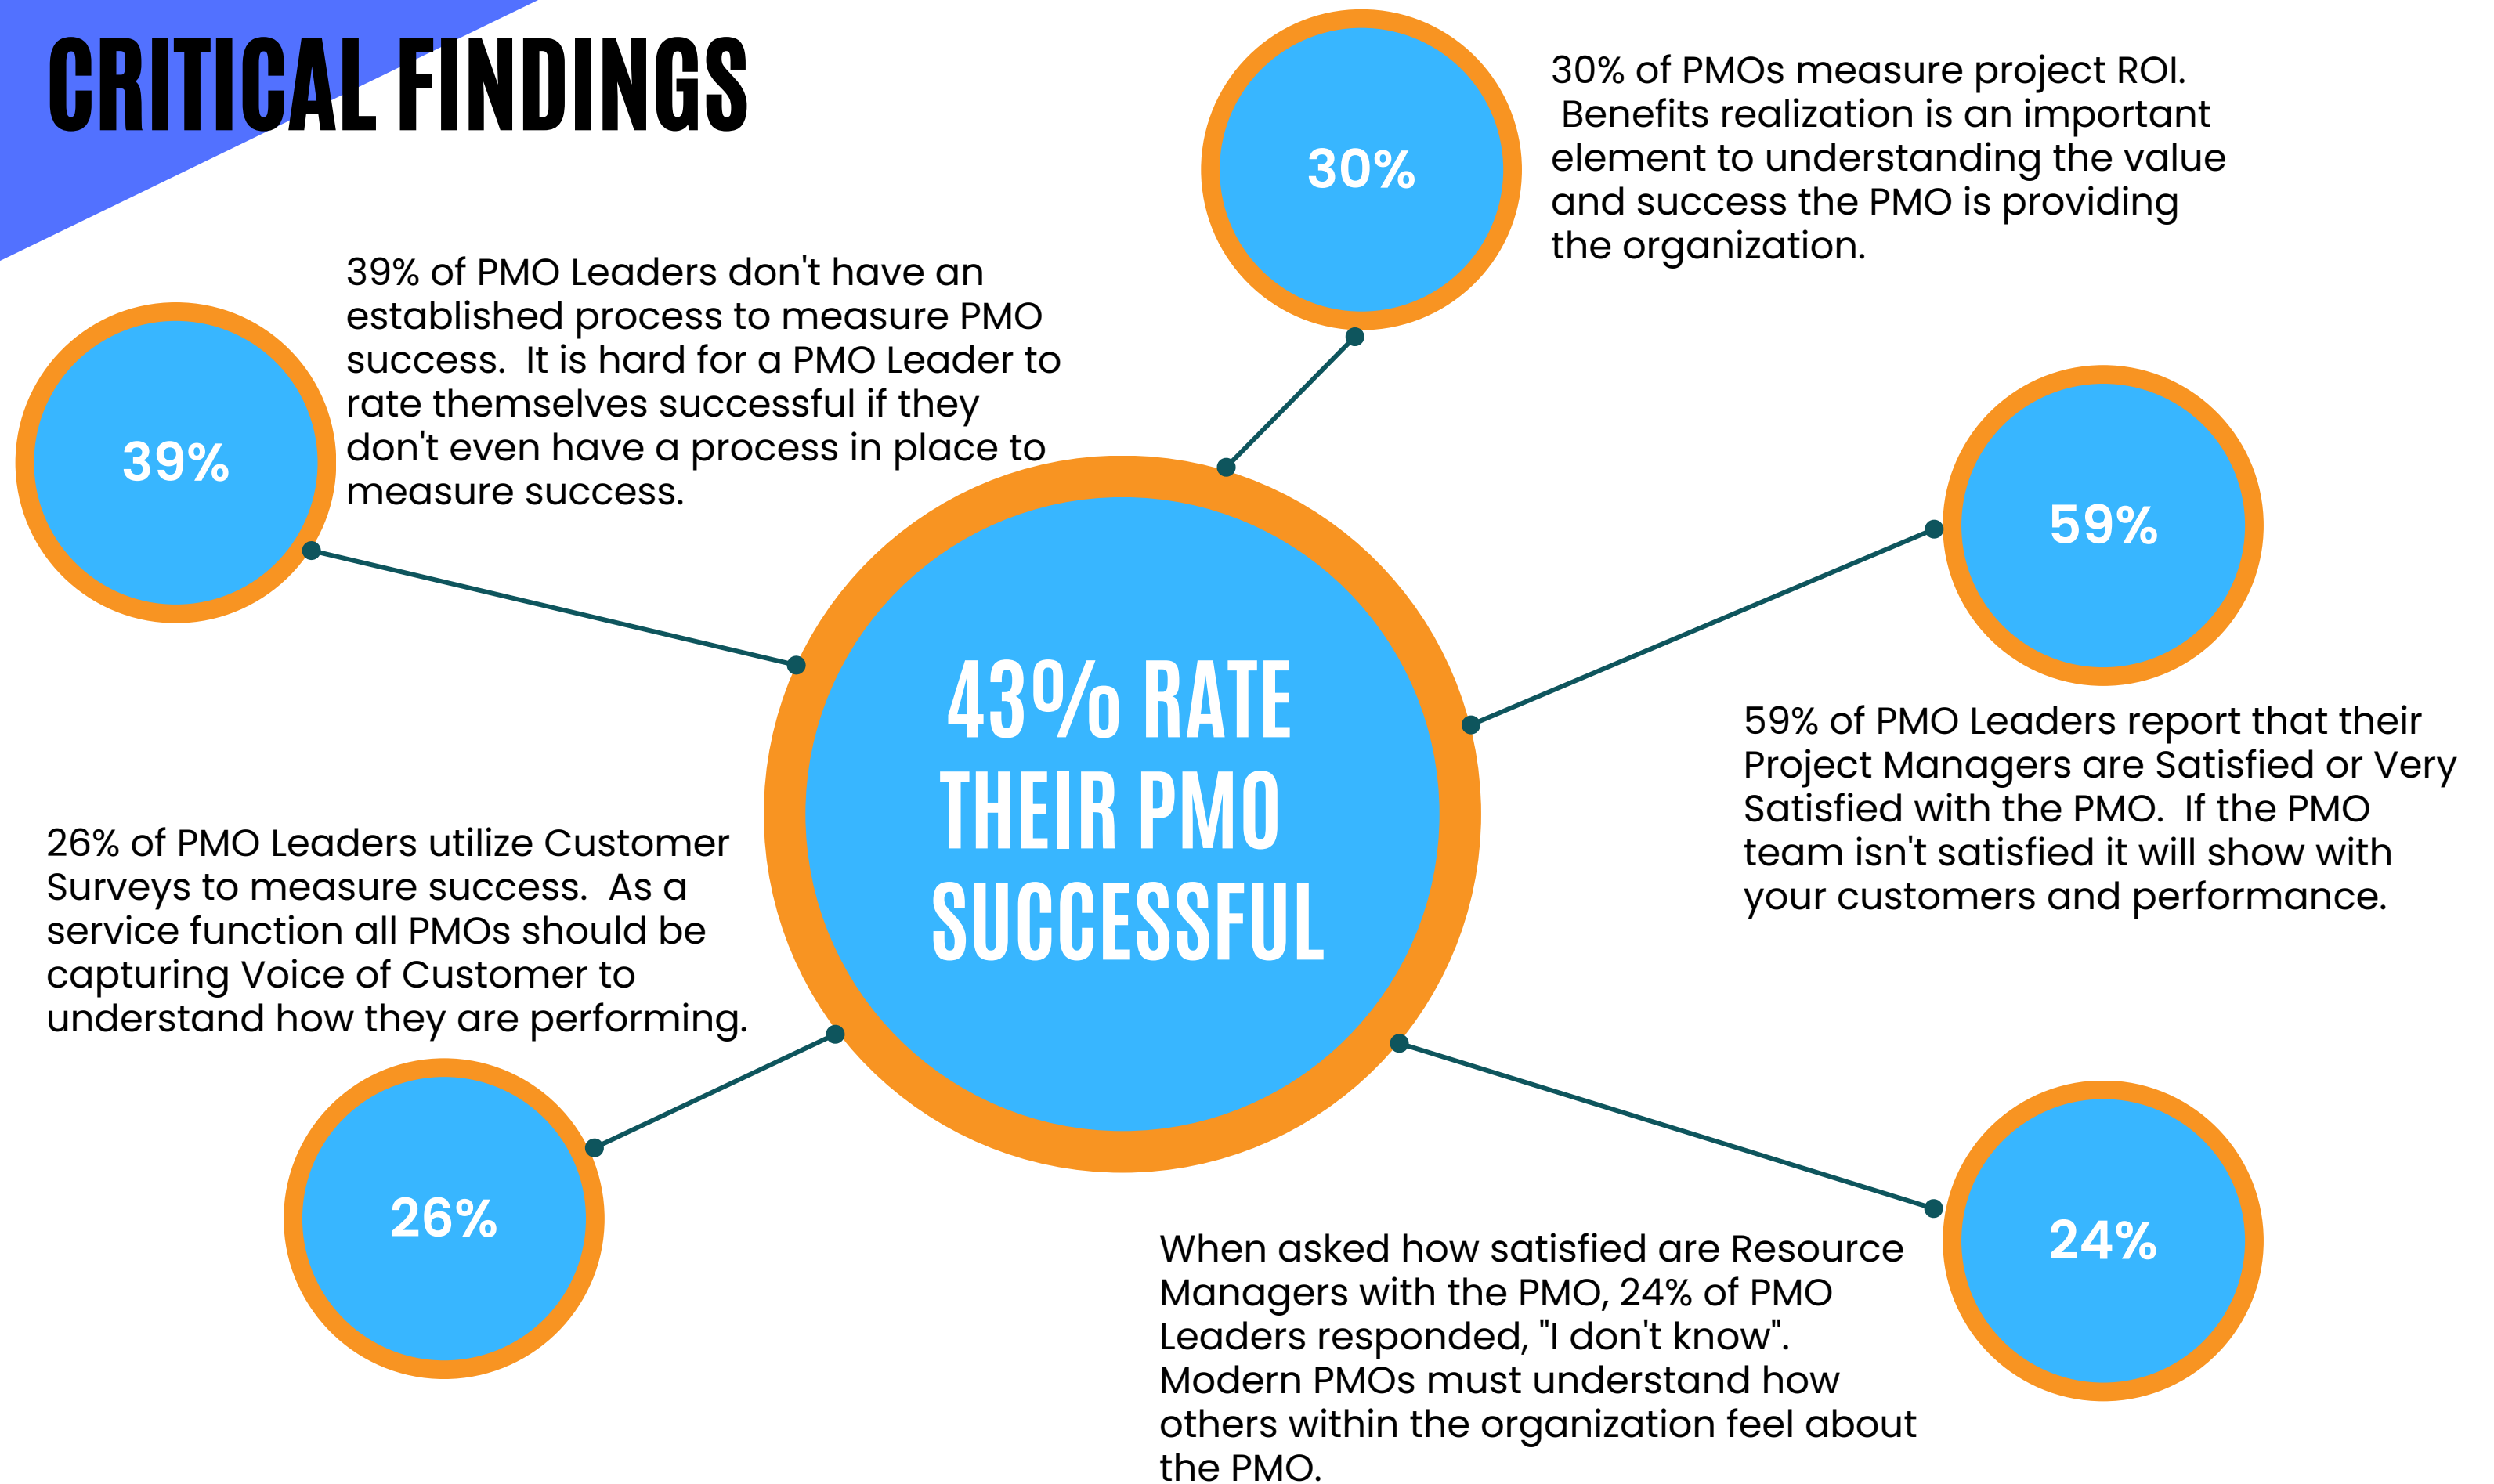 CRITICAL FINDINGS
30%
30% of PMOs measure project ROI.
Benefits realization is an important
element to understanding the value
and success the PMO is providing
the organization.
39%
39% of PMO Leaders don't have an
established process to measure PMO
success.  It is hard for a PMO Leader to
rate themselves successful if they
don't even have a process in place to
measure success.
59%
59% of PMO Leaders report that their
Project Managers are Satisfied or Very
Satisfied with the PMO.  If the PMO
team isn't satisfied it will show with
your customers and performance.
43% RATE
THEIR PMO
SUCCESSFUL
26% of PMO Leaders utilize Customer
Surveys to measure success.  As a
service function all PMOs should be
capturing Voice of Customer to
understand how they are performing.
26%
When asked how satisfied are Resource
Managers with the PMO, 24% of PMO
Leaders responded, "I don't know".
Modern PMOs must understand how
others within the organization feel about
the PMO.
24%